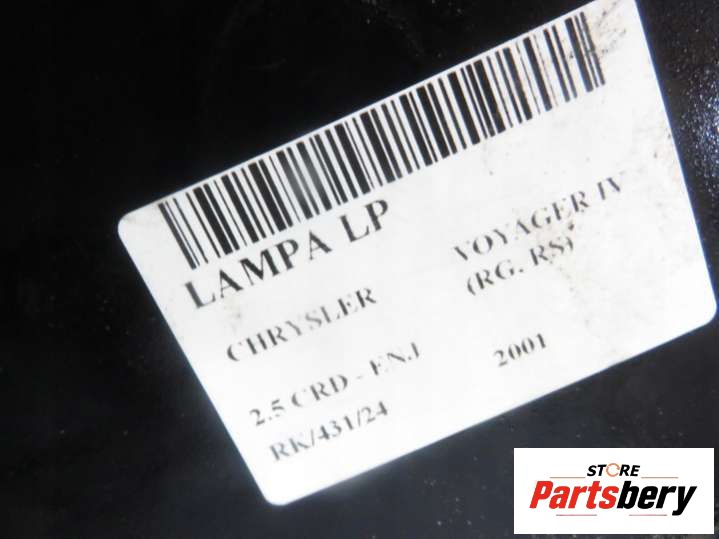 LAMPA LP
CHRYSLER VOYAGER IV
(RG. RS)
2.5 CRD - ENJ 2001
RK/431/24
STORE
Partsbery